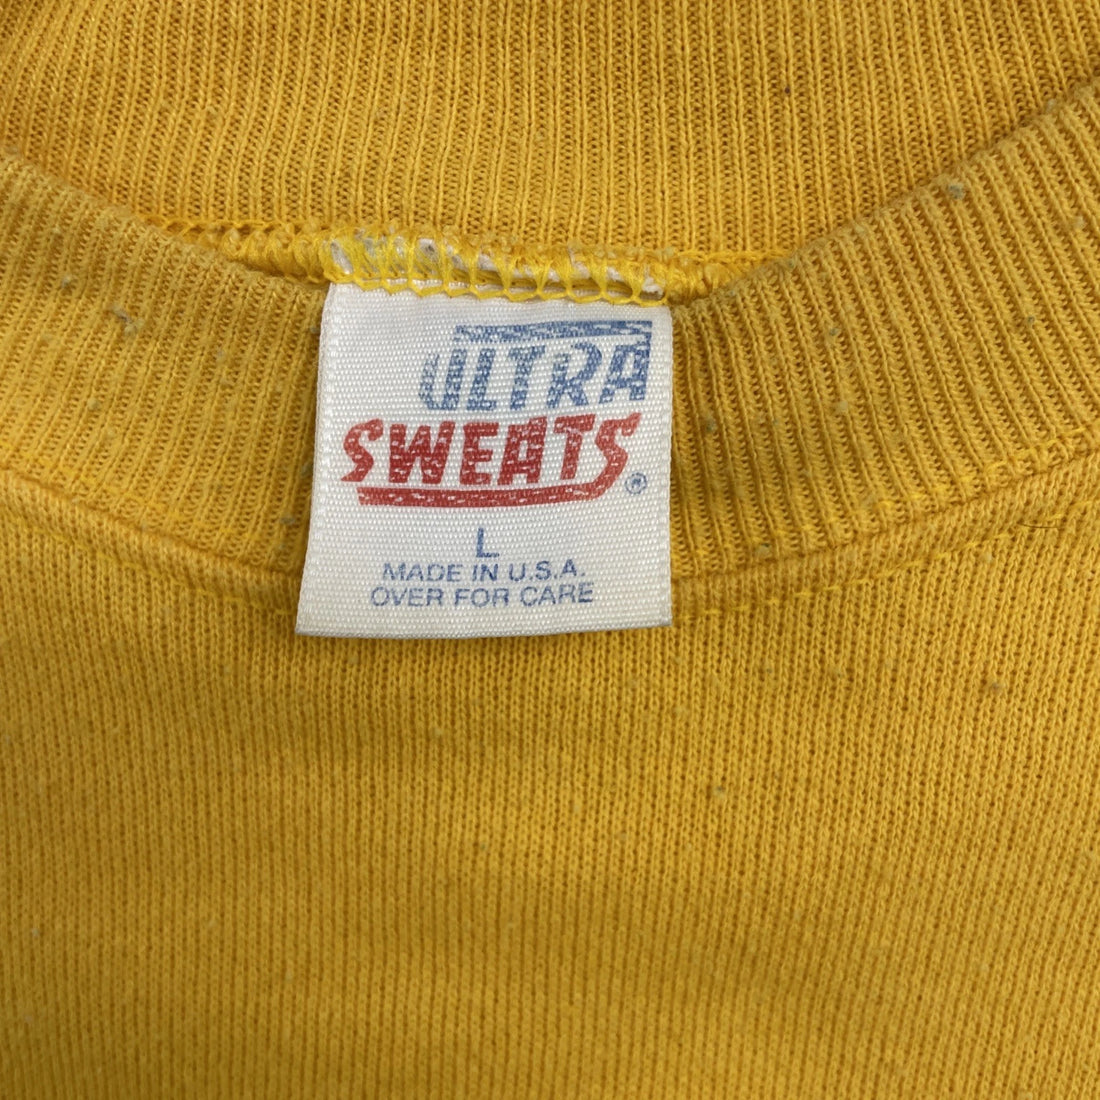 ULTRA
SWEATS®
L
MADE IN U.S.A.
OVER FOR CARE